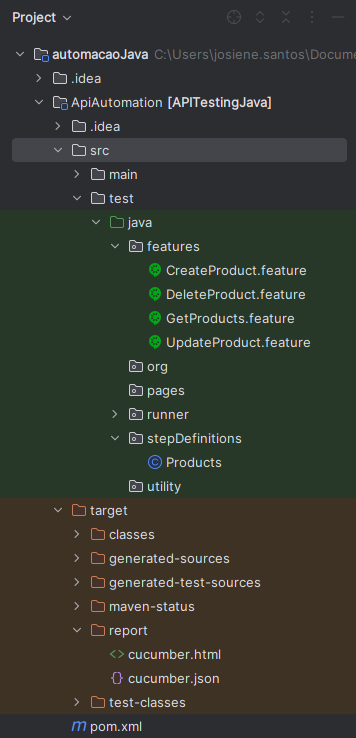 Project
automacaoJava C:\Users\josiene.santos\Docume
.idea
ApiAutomation [APITestingJava]
.idea
src
main
test
java
features
CreateProduct.feature
DeleteProduct.feature
GetProducts.feature
UpdateProduct.feature
org
pages
runner
stepDefinitions
C Products
utility
target
classes
generated-sources
generated-test-sources
maven-status
report
<> cucumber.html
{} cucumber.json
test-classes
m pom.xml